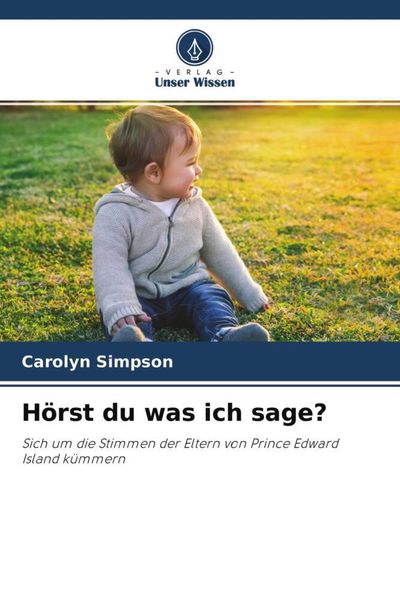 - VERLAG -
Unser Wissen
Carolyn Simpson
Hörst du was ich sage?
Sich um die Stimmen der Eltern von Prince Edward
Island kümmern